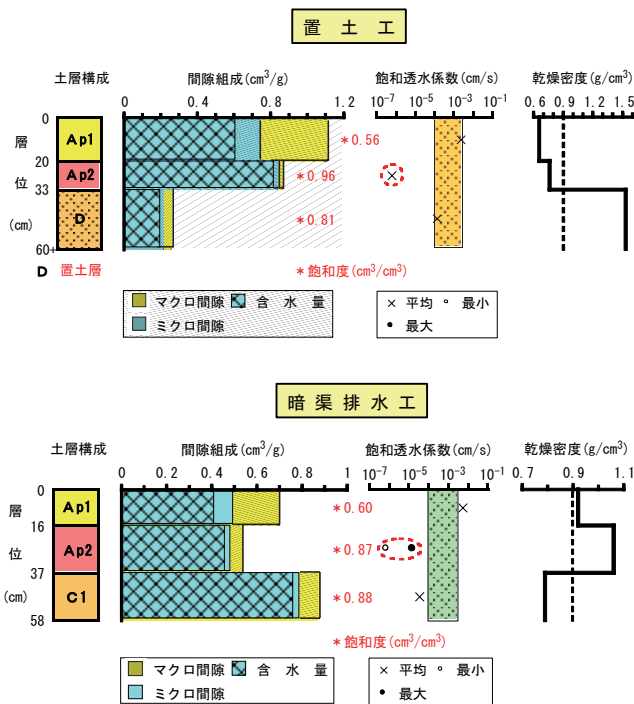 置土工
土層構成 間隙組成(cm³/g) 飽和透水係数(cm/s) 乾燥密度(g/cm³)
0 0.4 0.8 1.2 10⁻⁷ 10⁻⁵ 10⁻³ 10⁻¹ 0.6 0.9 1.2 1.5
0
層 Ap1 *0.56
20
位 Ap2 *0.96
33
(cm) D *0.81
60+
D 置土層 *飽和度(cm³/cm³)
マクロ間隙 含水量
ミクロ間隙
× 平均 ○ 最小
● 最大
暗渠排水工
土層構成 間隙組成(cm³/g) 飽和透水係数(cm/s) 乾燥密度(g/cm³)
0 0.2 0.4 0.6 0.8 1 10⁻⁷ 10⁻⁵ 10⁻³ 10⁻¹ 0.7 0.9 1.1
0
層 Ap1 *0.60
16
位 Ap2 *0.87
37
(cm) C1 *0.88
58
*飽和度(cm³/cm³)
マクロ間隙 含水量
ミクロ間隙
× 平均 ○ 最小
● 最大